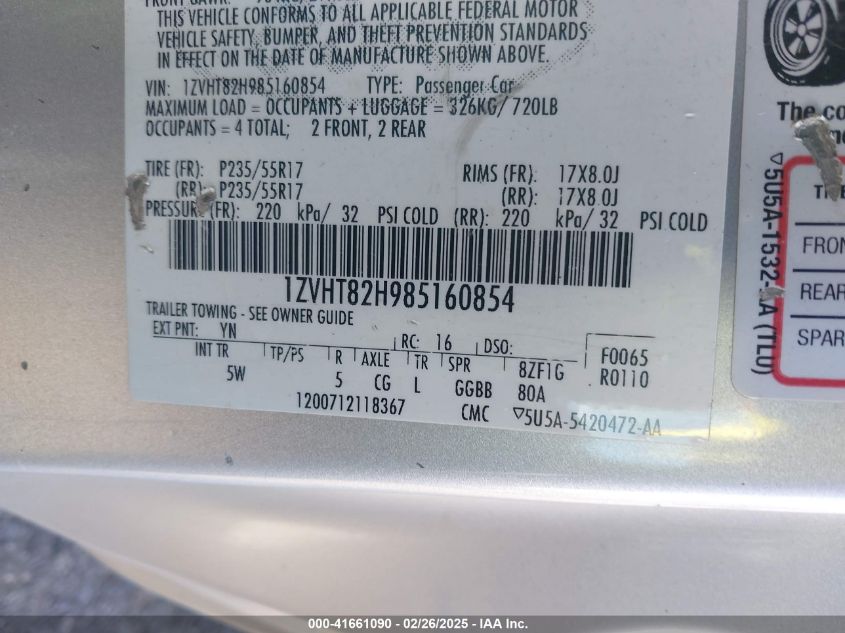 THIS VEHICLE CONFORMS TO ALL APPLICABLE FEDERAL MOTOR
VEHICLE SAFETY, BUMPER, AND THEFT PREVENTION STANDARDS
IN EFFECT ON THE DATE OF MANUFACTURE SHOWN ABOVE.
VIN: 1ZVHT82H985160854 TYPE: Passenger Car
MAXIMUM LOAD = OCCUPANTS + LUGGAGE = 326KG/ 720LB
OCCUPANTS = 4 TOTAL; 2 FRONT, 2 REAR
TIRE (FR): P235/55R17 RIMS (FR): 17X8.0J
(RR): P235/55R17 (RR): 17X8.0J
PRESSURE (FR): 220 kPa/ 32 PSI COLD (RR): 220 kPa/ 32 PSI COLD
1ZVHT82H985160854
TRAILER TOWING - SEE OWNER GUIDE
EXT PNT: YN RC: 16 DSO: F0065
INT TR TP/PS R AXLE TR SPR 8ZF1G R0110
5W 5 CG L GGBB 80A
1200712118367 CMC ▽5U5A-5420472-AA
The
FRON
REAR
SPAR
(TLU)
000-41661090 - 02/26/2025 - IAA Inc.